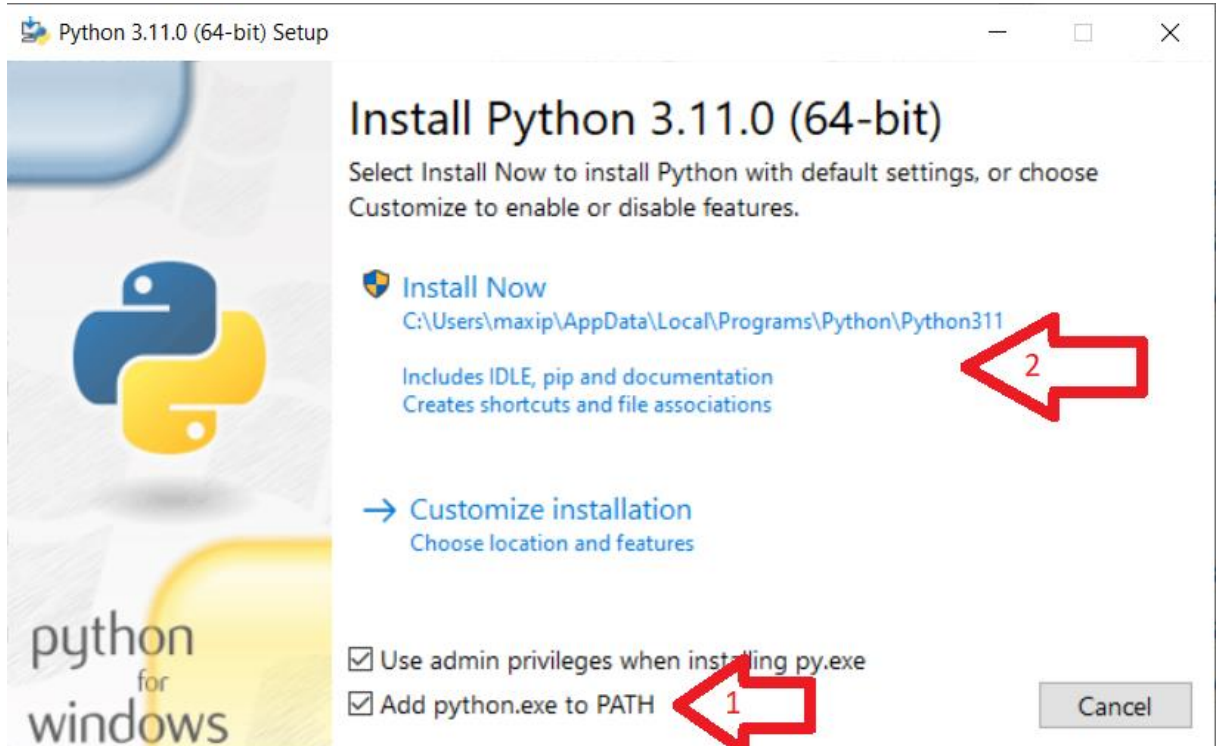 Python 3.11.0 (64-bit) Setup
Install Python 3.11.0 (64-bit)
Select Install Now to install Python with default settings, or choose
Customize to enable or disable features.
Install Now
C:\Users\maxip\AppData\Local\Programs\Python\Python311
2
Includes IDLE, pip and documentation
Creates shortcuts and file associations
Customize installation
Choose location and features
python
for
windows
Use admin privileges when installing py.exe
Add python.exe to PATH
1
Cancel